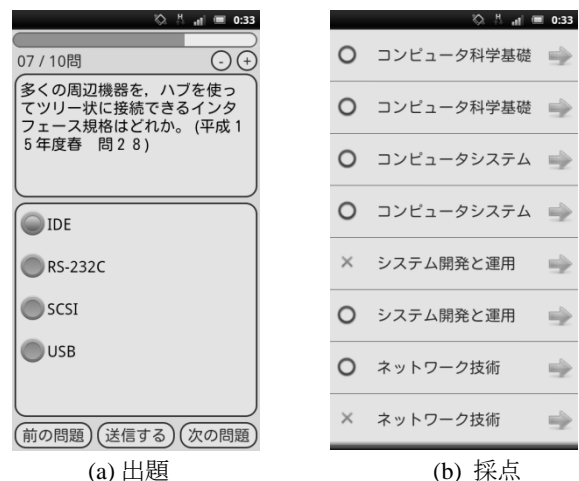 0:33
07 / 10問
- +
多くの周辺機器を，ハブを使っ
てツリー状に接続できるインタ
フェース規格はどれか。(平成１
５年度春　問２８)
IDE
RS-232C
SCSI
USB
前の問題 送信する 次の問題
(a) 出題
0:33
コンピュータ科学基礎
コンピュータ科学基礎
コンピュータシステム
コンピュータシステム
× システム開発と運用
システム開発と運用
ネットワーク技術
× ネットワーク技術
(b) 採点